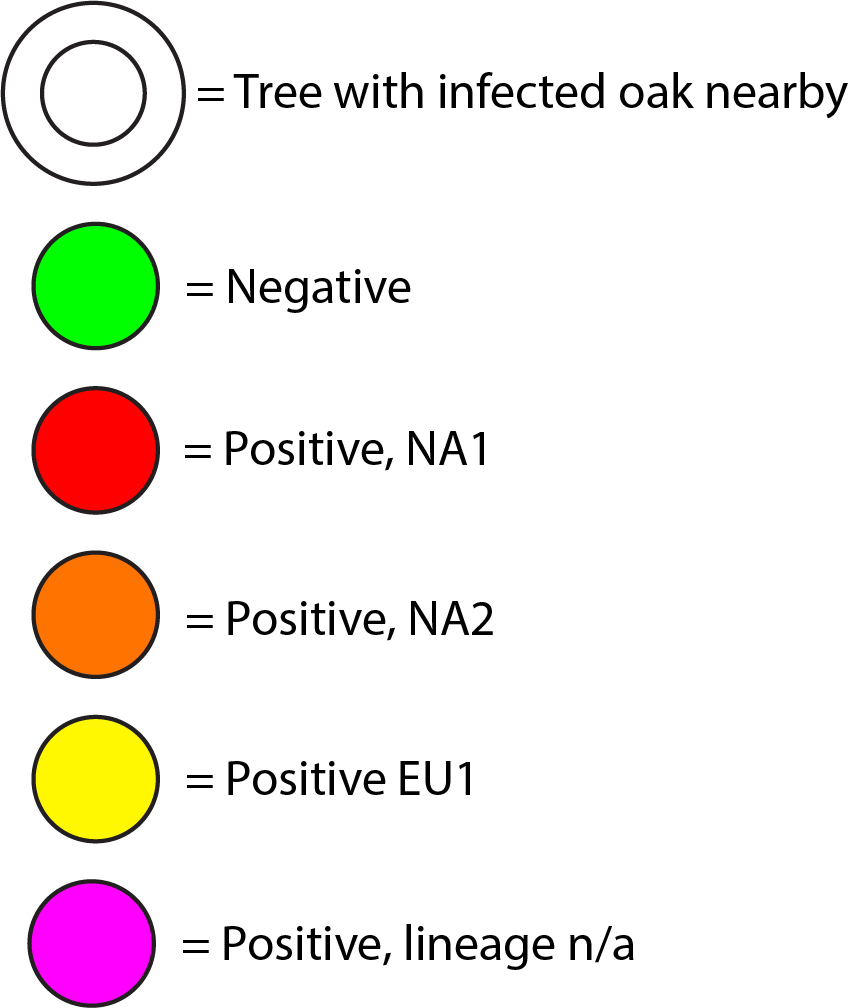 = Tree with infected oak nearby
= Negative
= Positive, NA1
= Positive, NA2
= Positive EU1
= Positive, lineage n/a